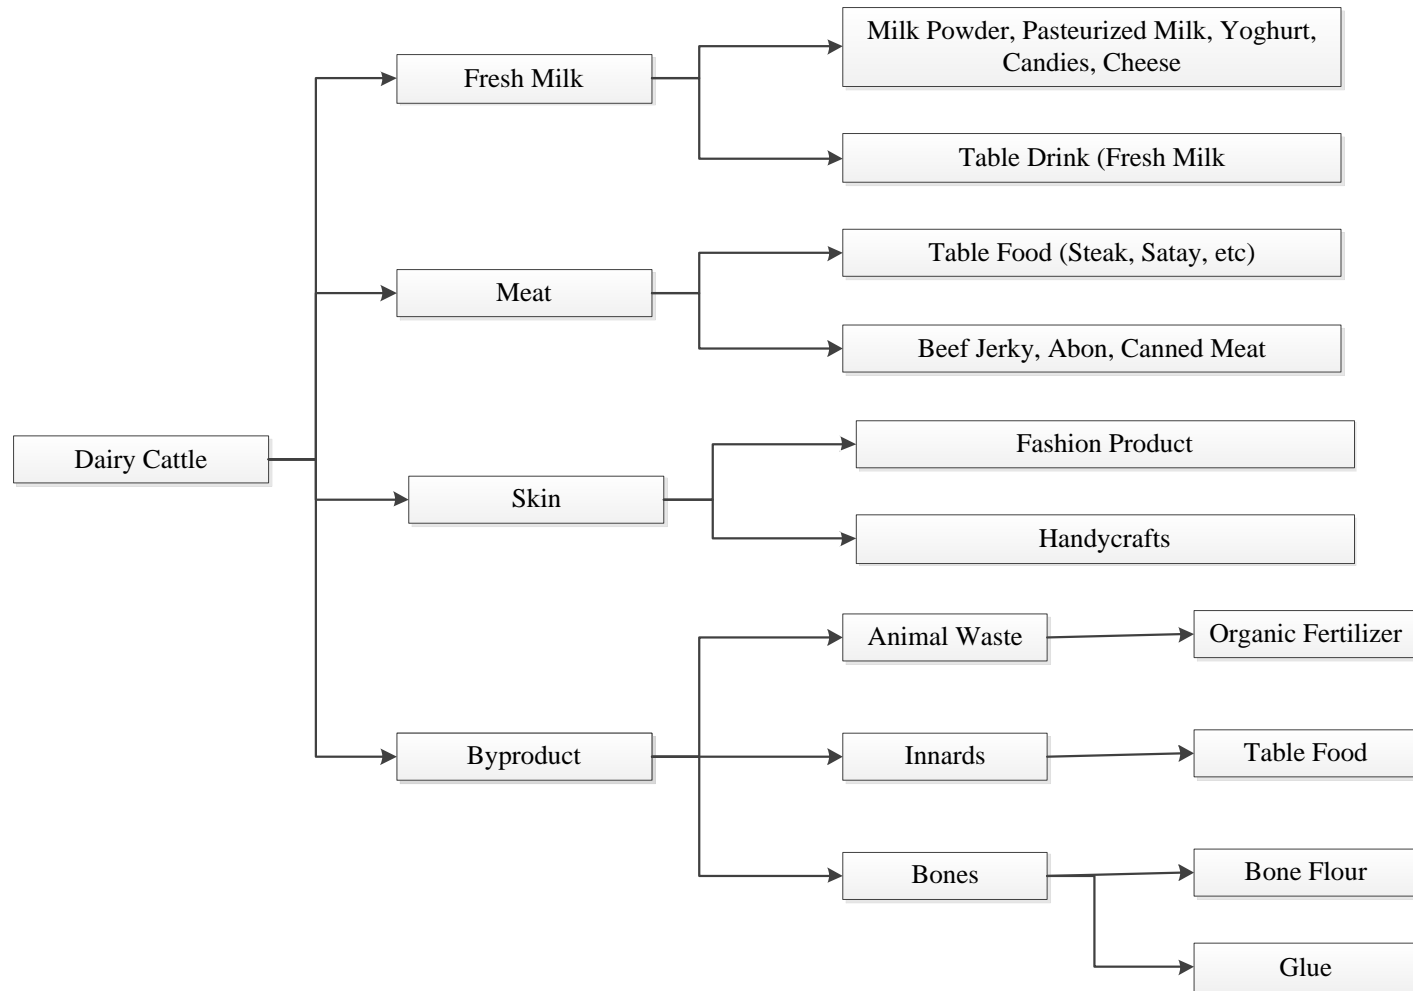 Milk Powder, Pasteurized Milk, Yoghurt,
Candies, Cheese
Fresh Milk
Table Drink (Fresh Milk
Table Food (Steak, Satay, etc)
Meat
Beef Jerky, Abon, Canned Meat
Dairy Cattle
Fashion Product
Skin
Handycrafts
Animal Waste
Organic Fertilizer
Byproduct
Innards
Table Food
Bones
Bone Flour
Glue